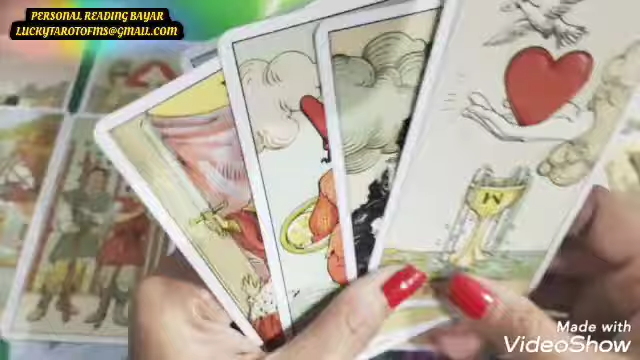 PERSONAL READING BAYAR
LUCKYTAROTOFMS@GMAIL.COM
M
Made with
VideoShow